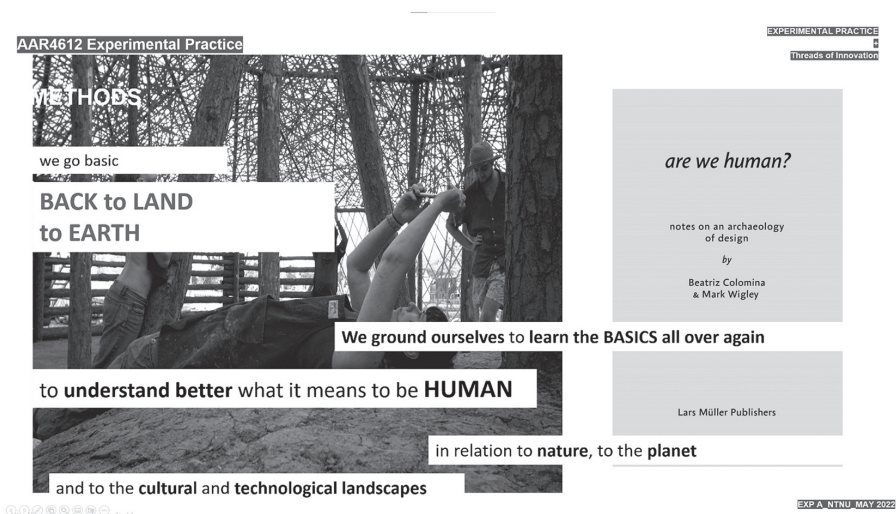 AAR4612 Experimental Practice
EXPERIMENTAL PRACTICE
+
Threads of Innovation
METHODS
we go basic
BACK to LAND
to EARTH
are we human?
notes on an archaeology
of design
by
Beatriz Colomina
& Mark Wigley
We ground ourselves to learn the BASICS all over again
to understand better what it means to be HUMAN
Lars Müller Publishers
in relation to nature, to the planet
and to the cultural and technological landscapes
EXP A_NTNU_MAY 2022